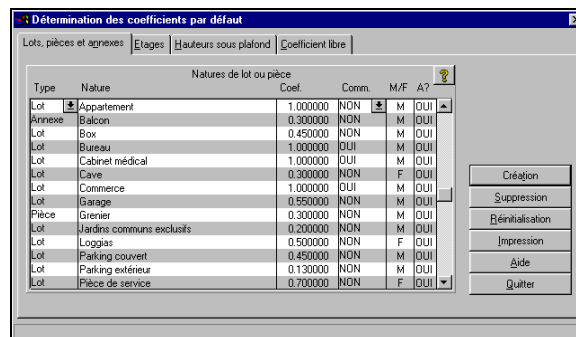 Détermination des coefficients par défaut
Lots, pièces et annexes Etages Hauteurs sous plafond Coefficient libre
Natures de lot ou pièce
Type Nature Coef. Comm. M/F A?
Lot Appartement 1.000000 NON M OUI
Annexe Balcon 0.300000 NON M OUI
Lot Box 0.450000 NON M OUI
Lot Bureau 1.000000 OUI M OUI
Lot Cabinet médical 1.000000 OUI M OUI
Lot Cave 0.300000 NON F OUI
Lot Commerce 1.000000 OUI M OUI
Lot Garage 0.550000 NON M OUI
Pièce Grenier 0.300000 NON M OUI
Lot Jardins communs exclusifs 0.200000 NON M OUI
Lot Loggias 0.500000 NON F OUI
Lot Parking couvert 0.450000 NON M OUI
Lot Parking extérieur 0.130000 NON M OUI
Lot Pièce de service 0.700000 NON F OUI
Création
Suppression
Réinitialisation
Impression
Aide
Quitter